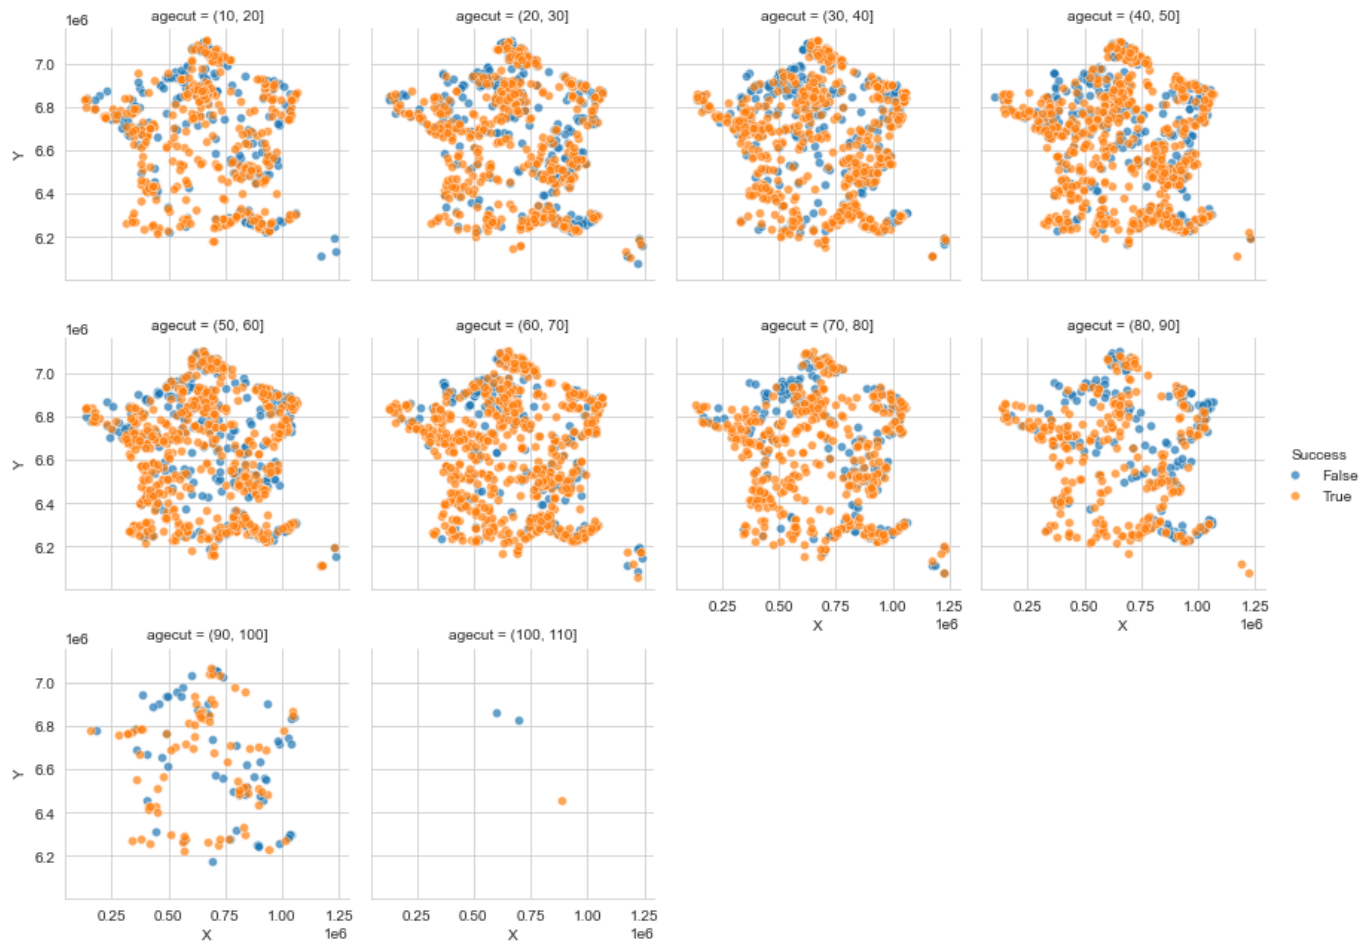 1e6
agecut = (10, 20]
agecut = (20, 30]
agecut = (30, 40]
agecut = (40, 50]
7.0
6.8
6.6
6.4
6.2
Y
1e6
agecut = (50, 60]
agecut = (60, 70]
agecut = (70, 80]
agecut = (80, 90]
7.0
6.8
6.6
6.4
6.2
Y
Success
False
True
0.25 0.50 0.75 1.00 1.25
X
1e6
0.25 0.50 0.75 1.00 1.25
X
1e6
1e6
agecut = (90, 100]
agecut = (100, 110]
7.0
6.8
6.6
6.4
6.2
Y
0.25 0.50 0.75 1.00 1.25
X
1e6
0.25 0.50 0.75 1.00 1.25
X
1e6